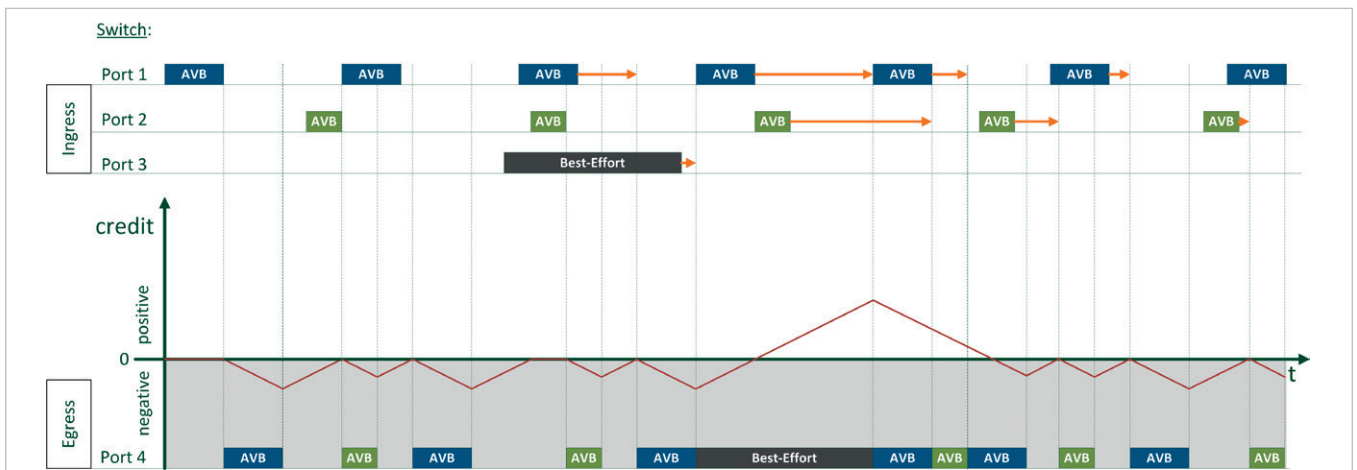 Switch:
Ingress
Port 1 AVB AVB AVB AVB AVB AVB AVB
Port 2 AVB AVB AVB AVB AVB
Port 3 Best-Effort
credit
positive
0
t
negative
Egress
Port 4 AVB AVB AVB AVB AVB Best-Effort AVB AVB AVB AVB AVB AVB